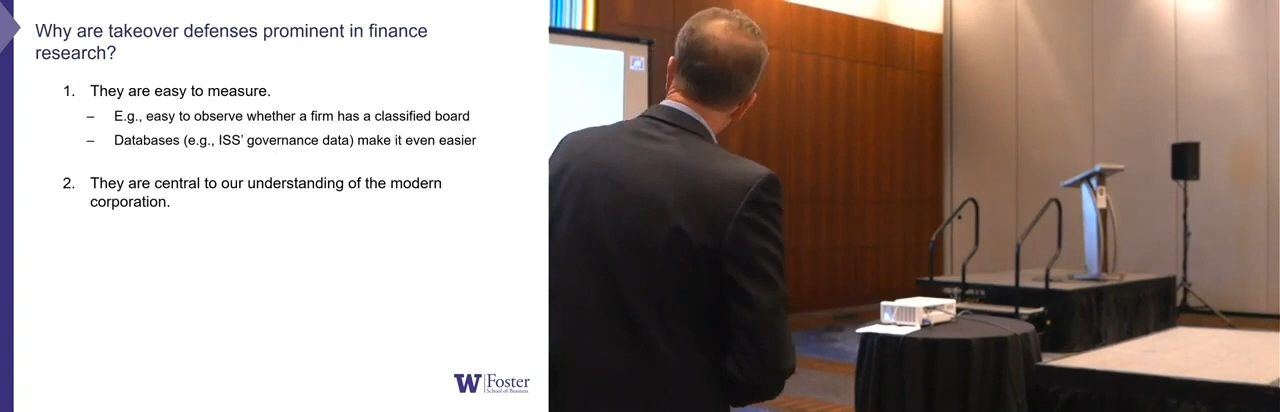 Why are takeover defenses prominent in finance
research?
1. They are easy to measure.
– E.g., easy to observe whether a firm has a classified board
– Databases (e.g., ISS' governance data) make it even easier
2. They are central to our understanding of the modern
corporation.
W Foster
School of Business